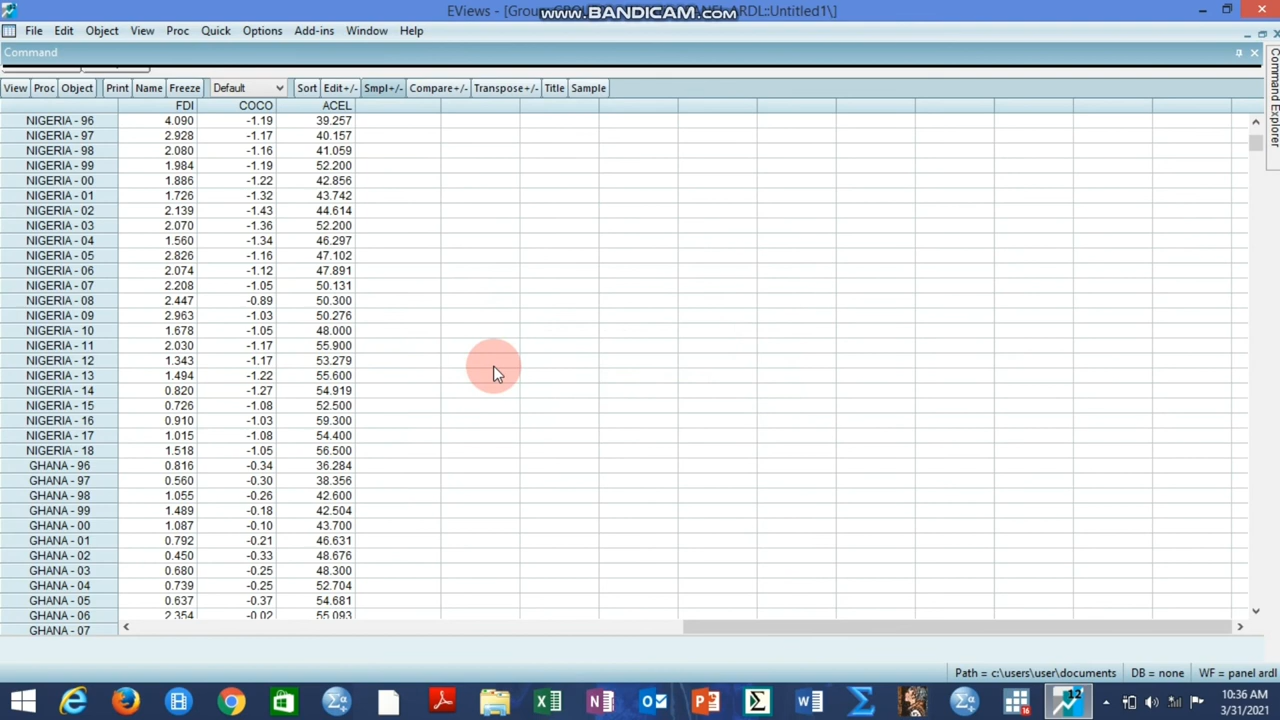 EViews - [Group: GROUP
www.BANDICAM.com
ARDL::Untitled1\]
File Edit Object View Proc Quick Options Add-ins Window Help
Command
View Proc Object Print Name Freeze Default Sort Edit+/- Smpl+/- Compare+/- Transpose+/- Title Sample
FDI COCO ACEL
NIGERIA - 96 4.090 -1.19 39.257
NIGERIA - 97 2.928 -1.17 40.157
NIGERIA - 98 2.080 -1.16 41.059
NIGERIA - 99 1.984 -1.19 52.200
NIGERIA - 00 1.886 -1.22 42.856
NIGERIA - 01 1.726 -1.32 43.742
NIGERIA - 02 2.139 -1.43 44.614
NIGERIA - 03 2.070 -1.36 52.200
NIGERIA - 04 1.560 -1.34 46.297
NIGERIA - 05 2.826 -1.16 47.102
NIGERIA - 06 2.074 -1.12 47.891
NIGERIA - 07 2.208 -1.05 50.131
NIGERIA - 08 2.447 -0.89 50.300
NIGERIA - 09 2.963 -1.03 50.276
NIGERIA - 10 1.678 -1.05 48.000
NIGERIA - 11 2.030 -1.17 55.900
NIGERIA - 12 1.343 -1.17 53.279
NIGERIA - 13 1.494 -1.22 55.600
NIGERIA - 14 0.820 -1.27 54.919
NIGERIA - 15 0.726 -1.08 52.500
NIGERIA - 16 0.910 -1.03 59.300
NIGERIA - 17 1.015 -1.08 54.400
NIGERIA - 18 1.518 -1.05 56.500
GHANA - 96 0.816 -0.34 36.284
GHANA - 97 0.560 -0.30 38.356
GHANA - 98 1.055 -0.26 42.600
GHANA - 99 1.489 -0.18 42.504
GHANA - 00 1.087 -0.10 43.700
GHANA - 01 0.792 -0.21 46.631
GHANA - 02 0.450 -0.33 48.676
GHANA - 03 0.680 -0.25 48.300
GHANA - 04 0.739 -0.25 52.704
GHANA - 05 0.637 -0.37 54.681
GHANA - 06 2.354 -0.02 55.093
GHANA - 07
Command Explorer
Path = c:\users\user\documents DB = none WF = panel ardl
10:36 AM
3/31/2021